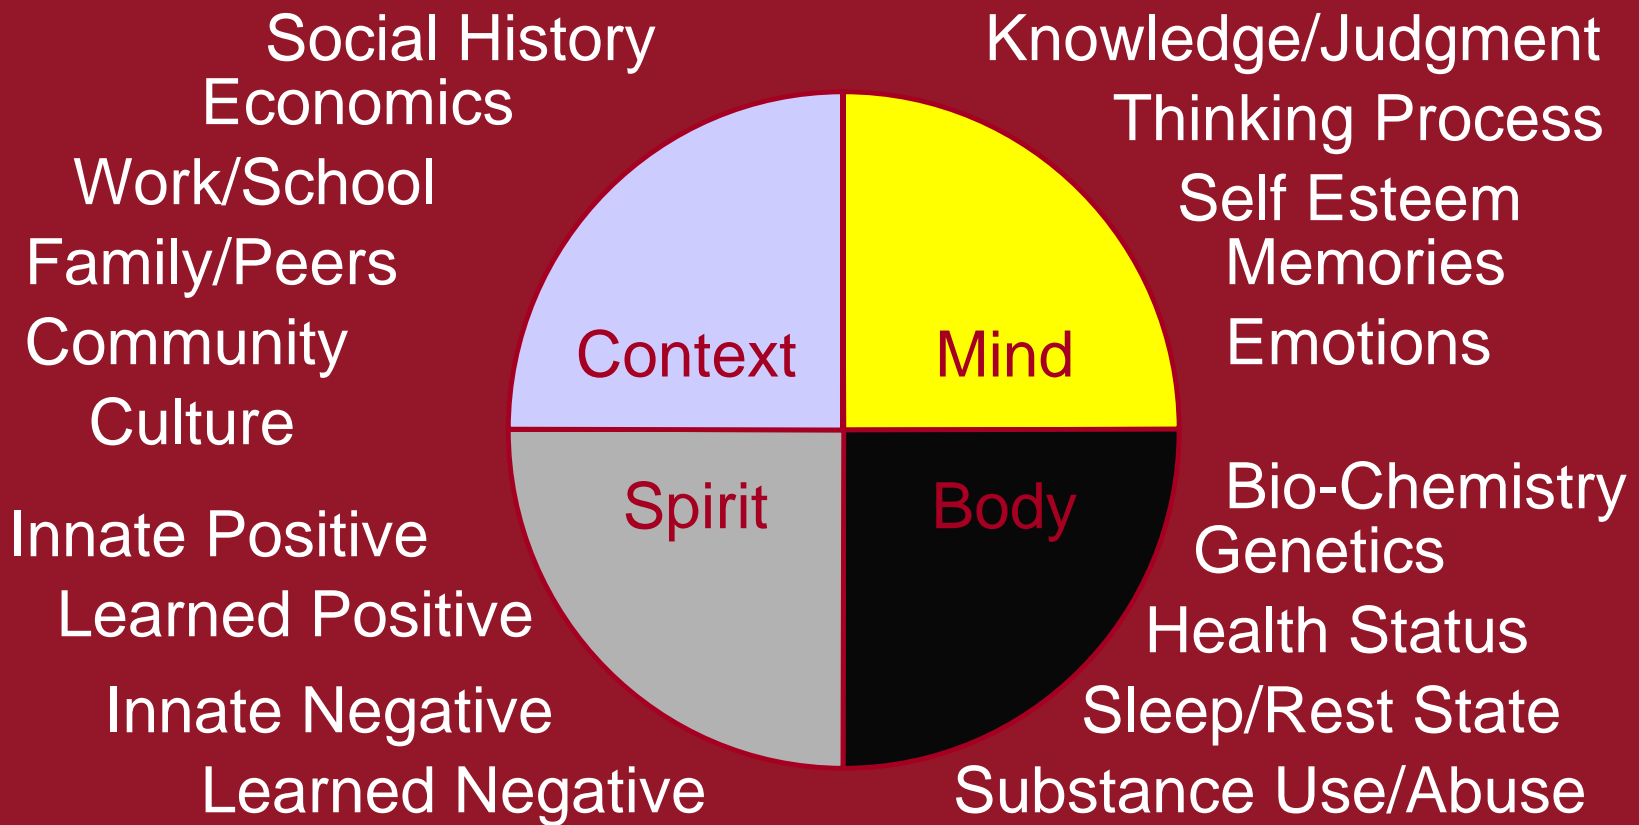 Social History
Economics
Work/School
Family/Peers
Community
Culture
Knowledge/Judgment
Thinking Process
Self Esteem
Memories
Emotions
Context
Mind
Spirit
Body
Innate Positive
Learned Positive
Innate Negative
Learned Negative
Bio-Chemistry
Genetics
Health Status
Sleep/Rest State
Substance Use/Abuse